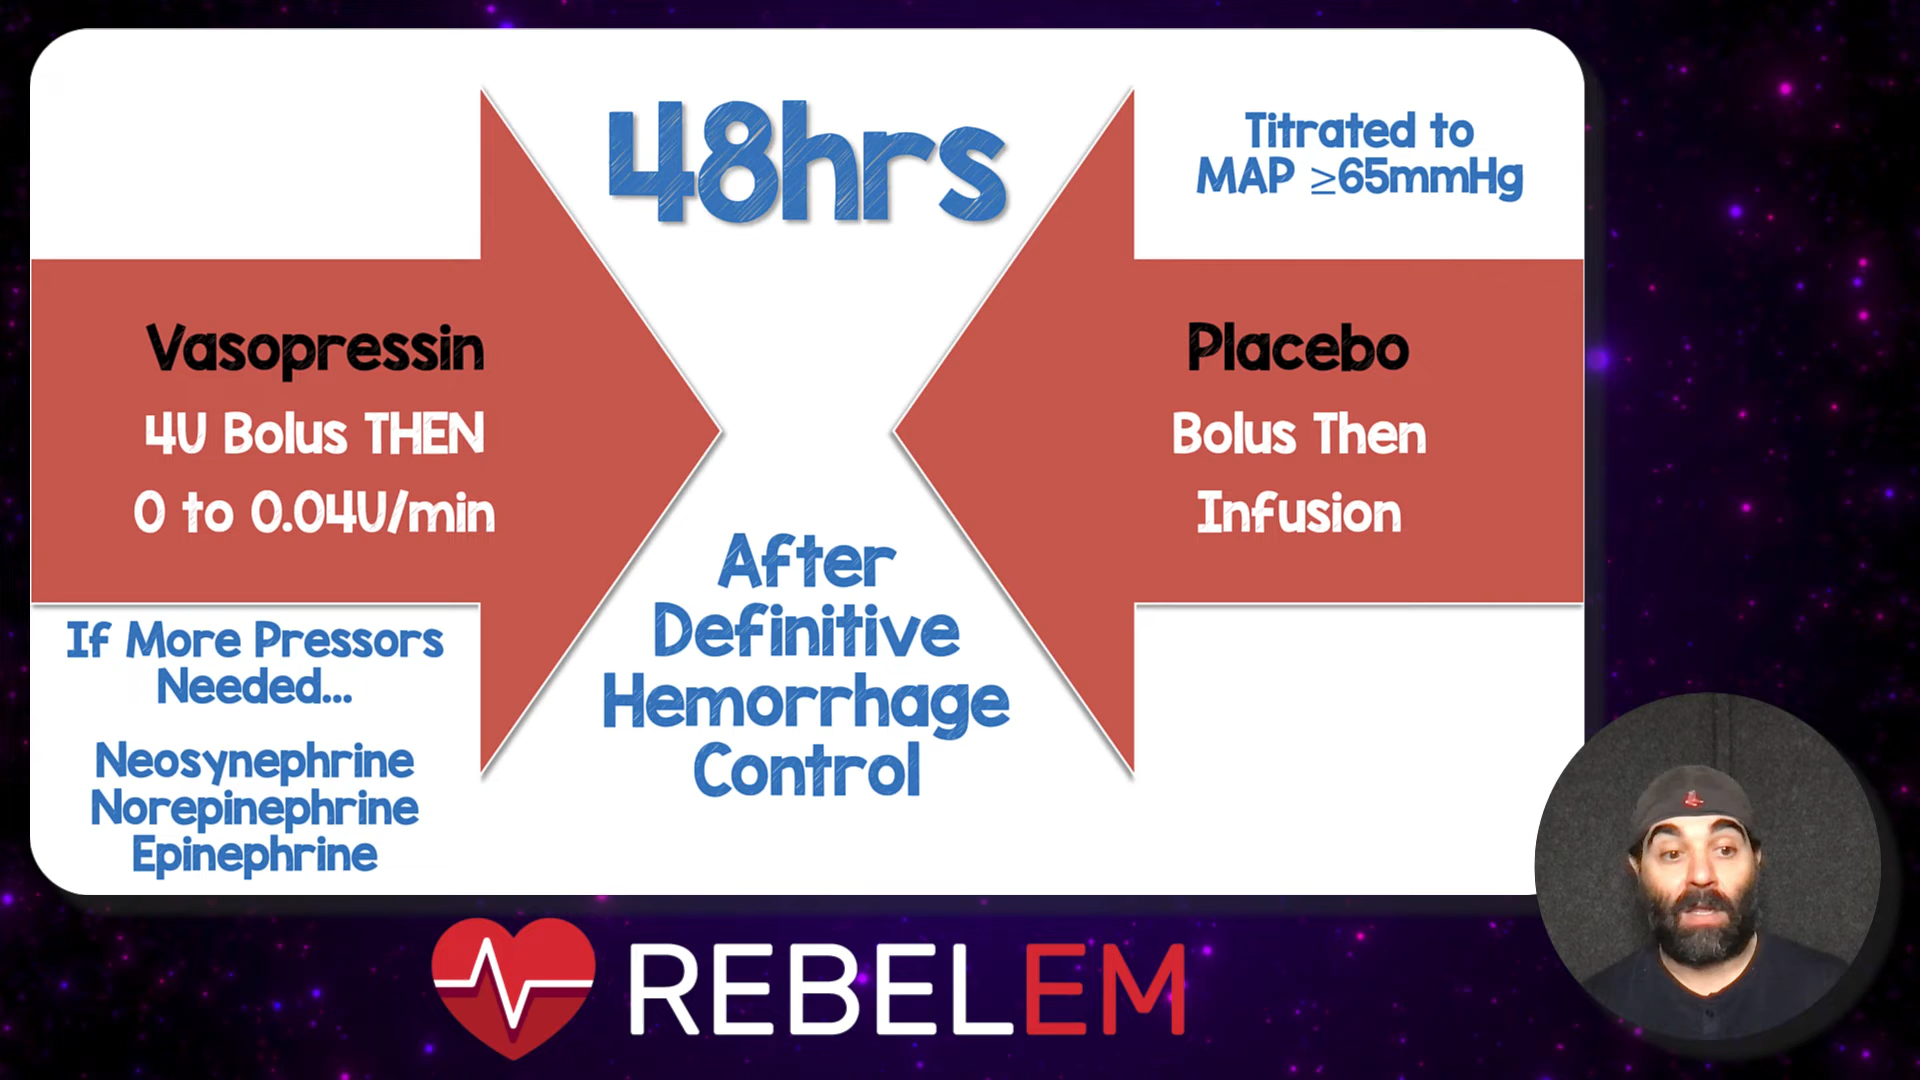 48hrs
Titrated to
MAP ≥65mmHg
Vasopressin
4U Bolus THEN
0 to 0.04U/min
Placebo
Bolus Then
Infusion
If More Pressors
Needed...
Neosynephrine
Norepinephrine
Epinephrine
After
Definitive
Hemorrhage
Control
REBELEM